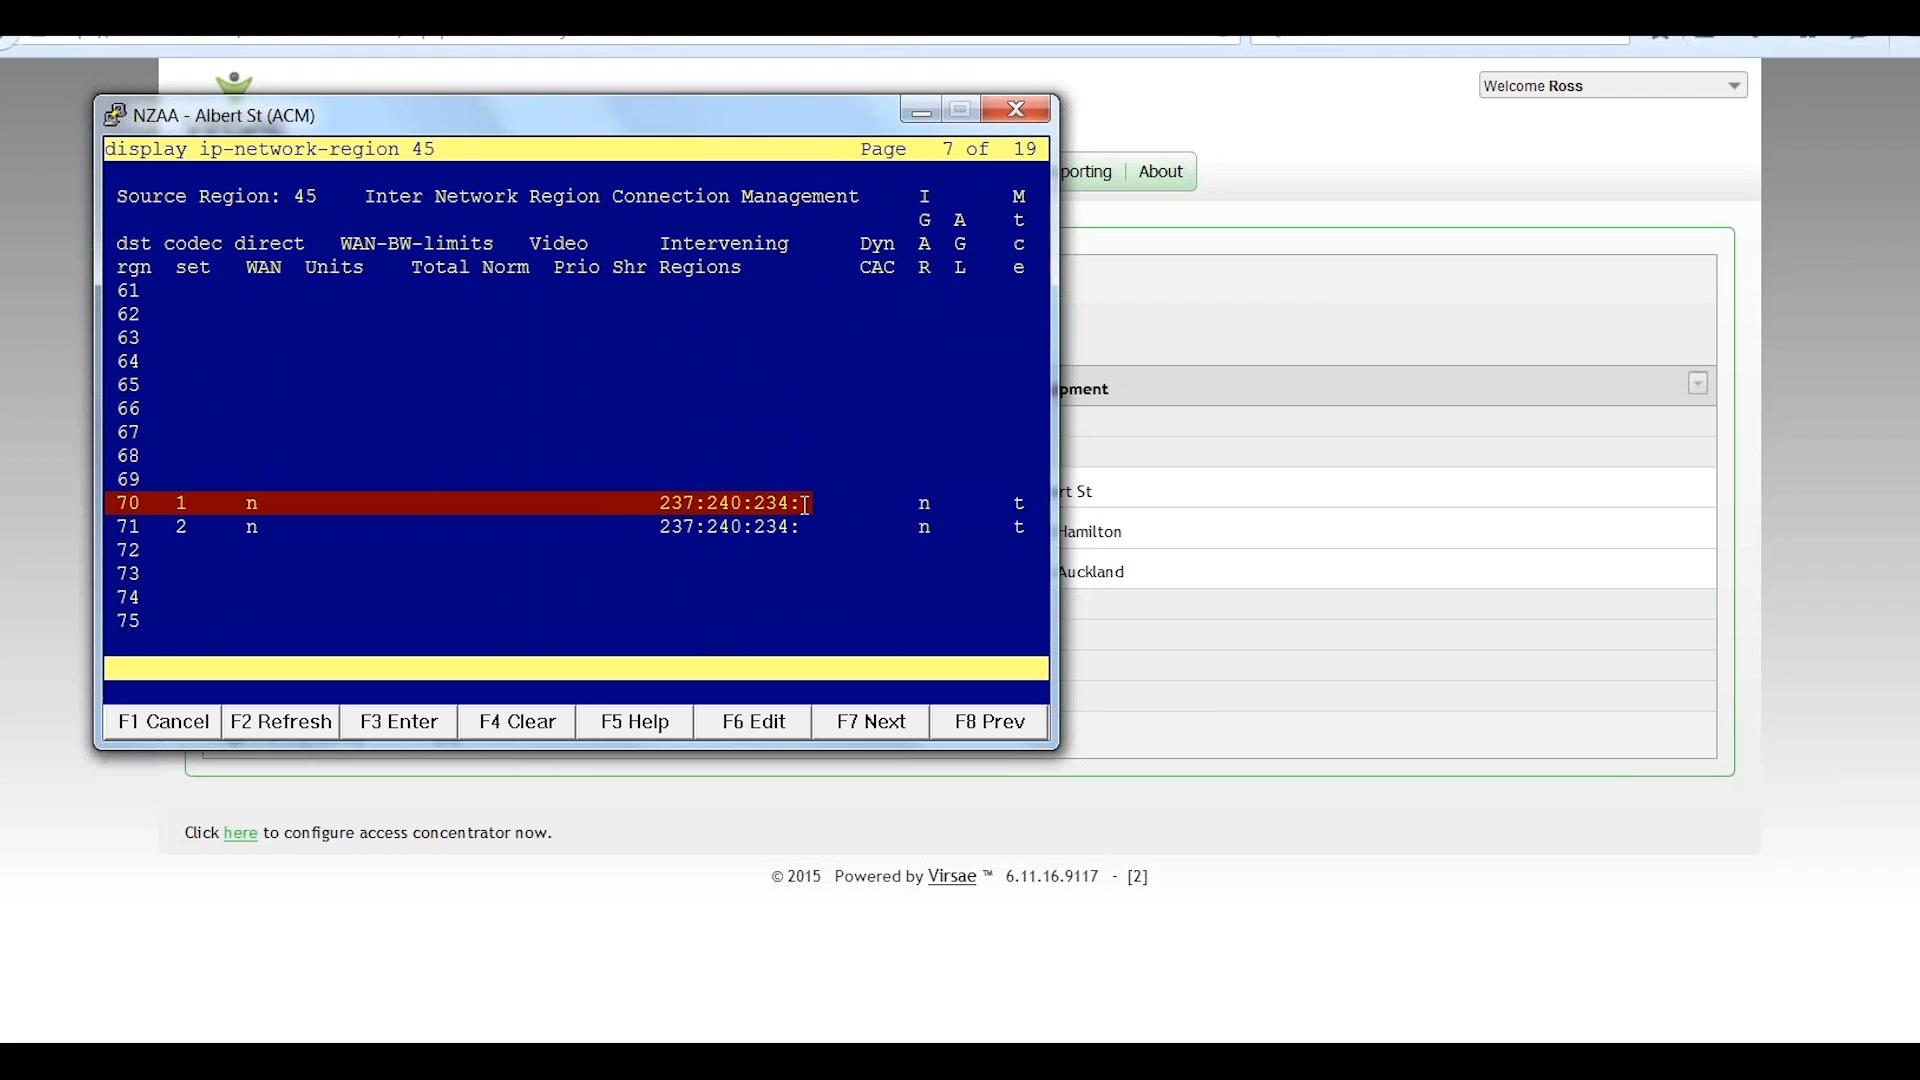 Welcome Ross
NZAA - Albert St (ACM)
display ip-network-region 45 Page 7 of 19
porting About
Source Region: 45 Inter Network Region Connection Management I M
G A t
dst codec direct WAN-BW-limits Video Intervening Dyn A G c
rgn set WAN Units Total Norm Prio Shr Regions CAC R L e
61
62
63
64
65
66
67
68
69
70 1 n 237:240:234: n t
71 2 n 237:240:234: n t
72
73
74
75
pment
rt St
Hamilton
Auckland
F1 Cancel F2 Refresh F3 Enter F4 Clear F5 Help F6 Edit F7 Next F8 Prev
Click here to configure access concentrator now.
© 2015 Powered by Virsae ™ 6.11.16.9117 - [2]